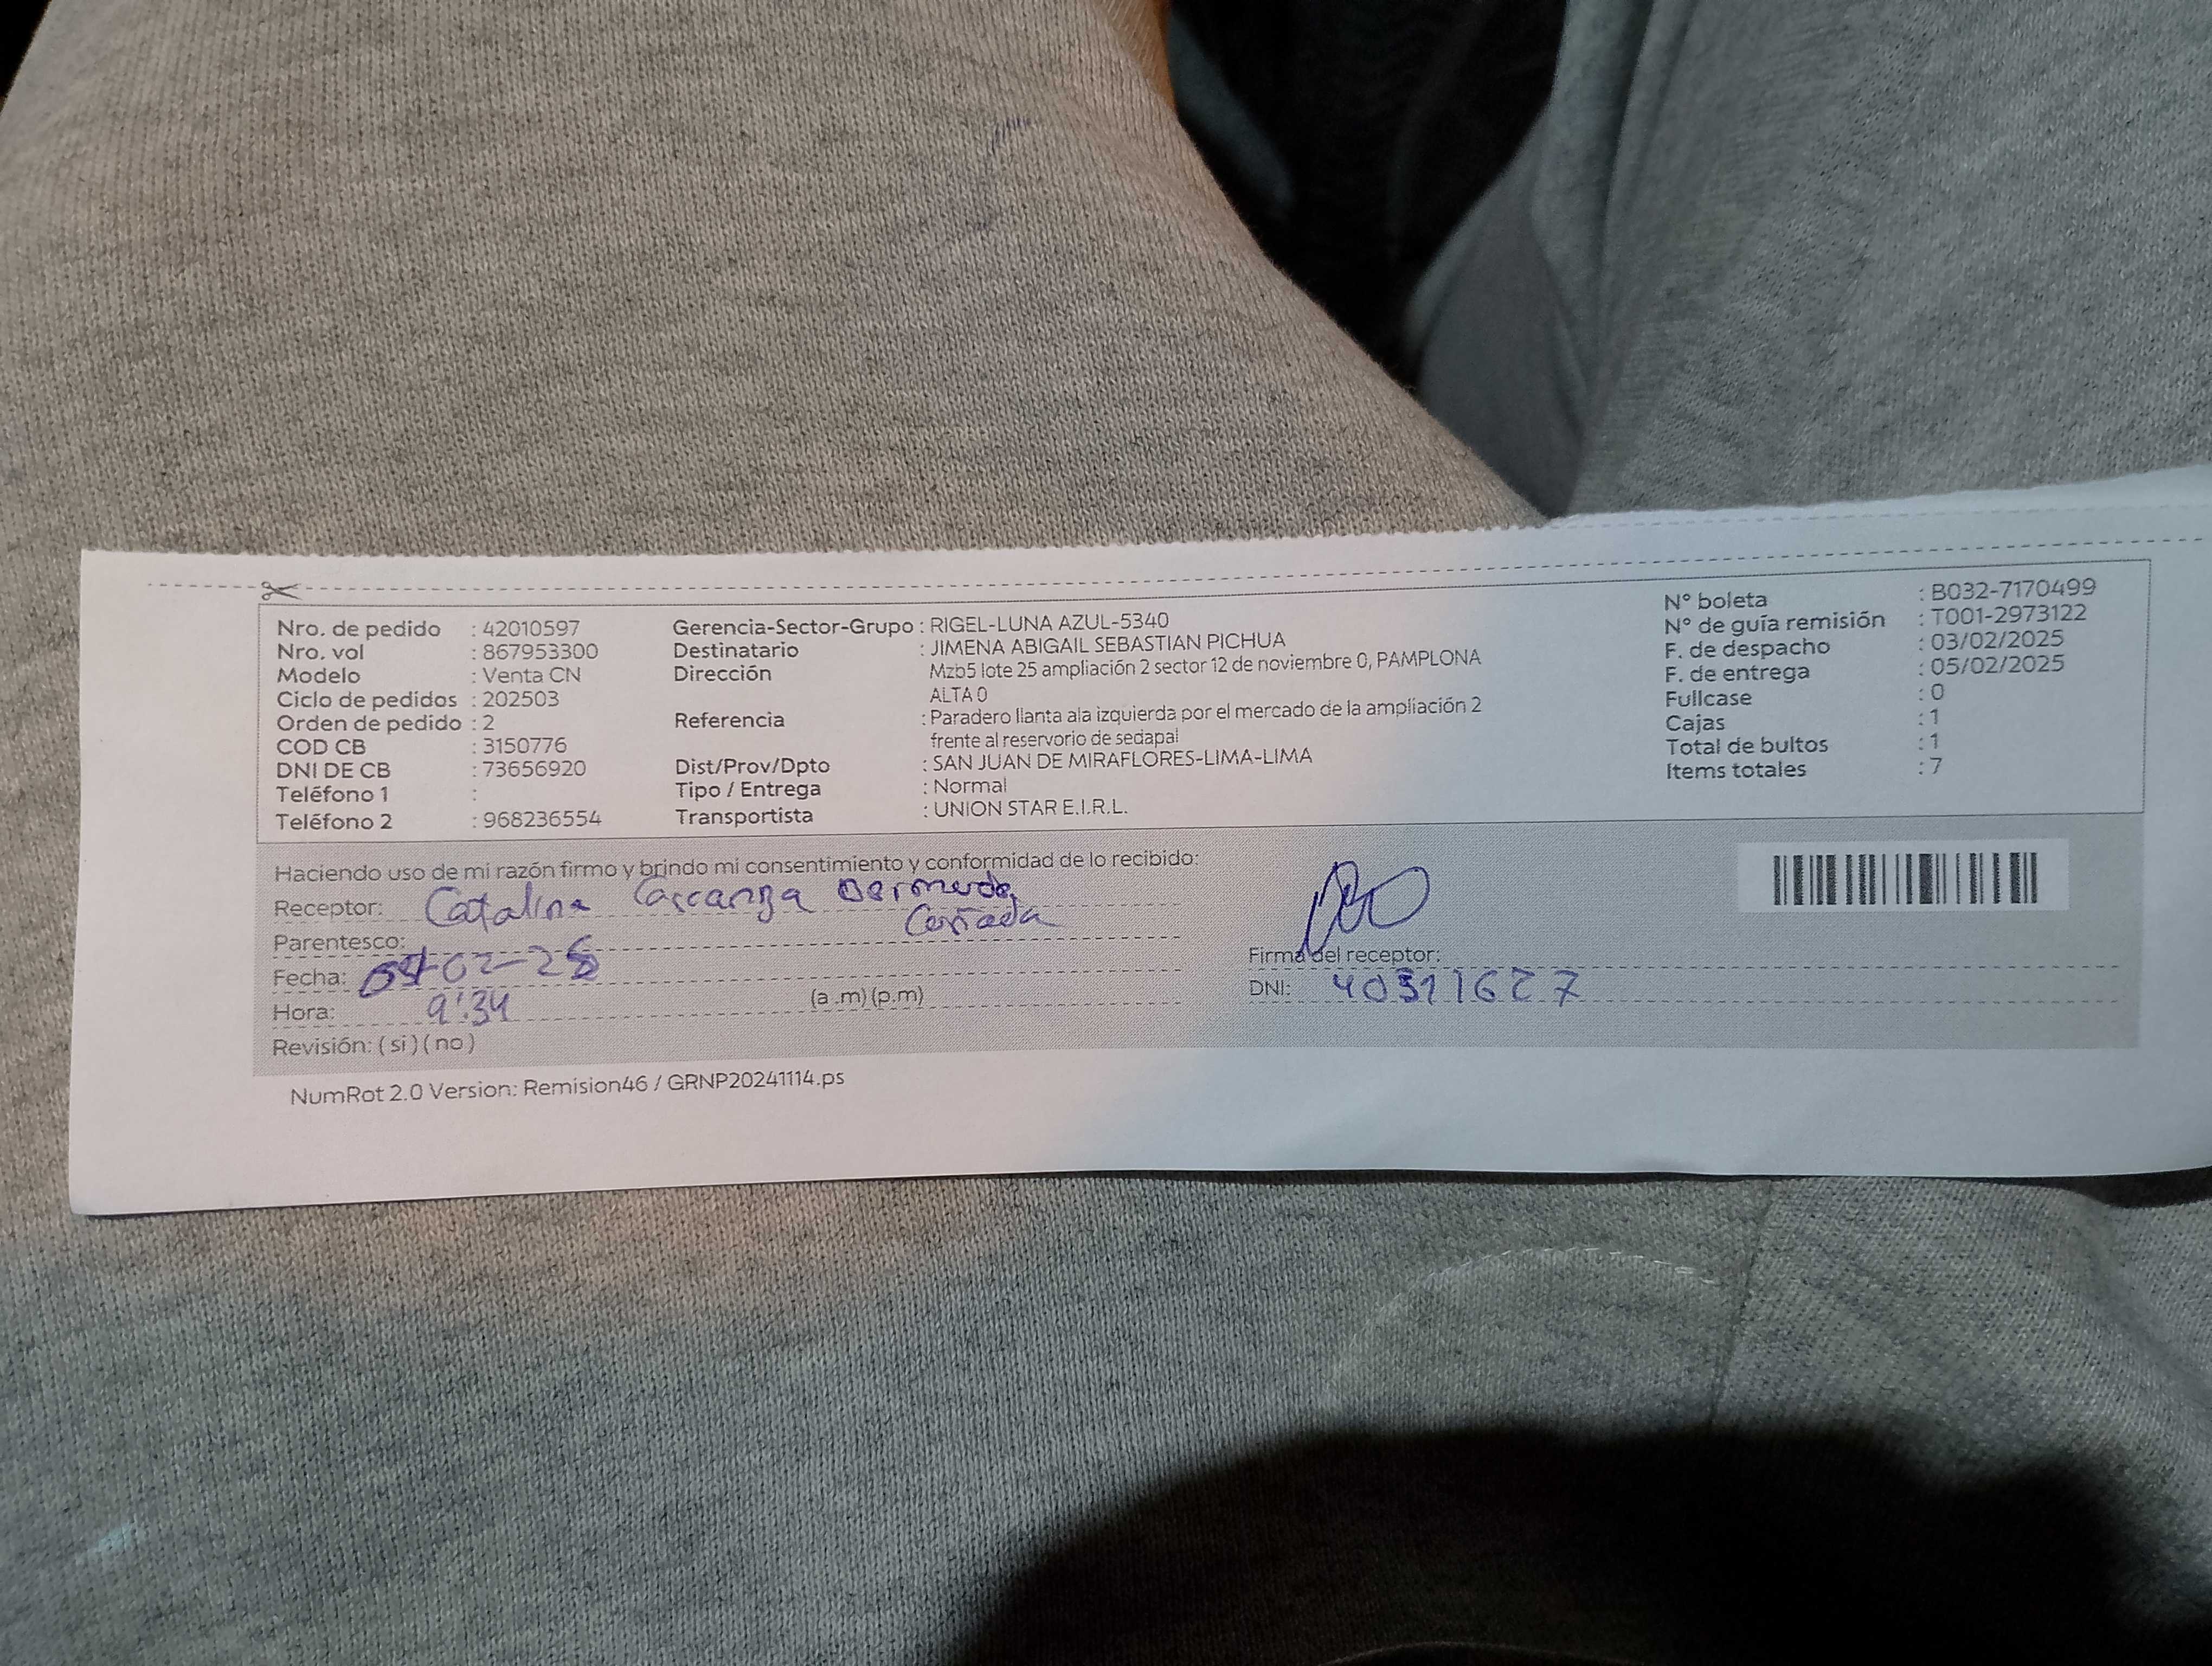 Nro. de pedido : 42010597
Nro. vol : 867953300
Modelo : Venta CN
Ciclo de pedidos : 202503
Orden de pedido : 2
COD CB : 3150776
DNI DE CB : 73656920
Teléfono 1 :
Teléfono 2 : 968236554
Gerencia-Sector-Grupo : RIGEL-LUNA AZUL-5340
Destinatario : JIMENA ABIGAIL SEBASTIAN PICHUA
Dirección Mzb5 lote 25 ampliación 2 sector 12 de noviembre 0, PAMPLONA
ALTA 0
Referencia : Paradero llanta ala izquierda por el mercado de la ampliación 2
frente al reservorio de sedapal
Dist/Prov/Dpto : SAN JUAN DE MIRAFLORES-LIMA-LIMA
Tipo / Entrega : Normal
Transportista : UNION STAR E.I.R.L.
N° boleta : B032-7170499
N° de guía remisión : T001-2973122
F. de despacho : 03/02/2025
F. de entrega : 05/02/2025
Fullcase : 0
Cajas : 1
Total de bultos : 1
Items totales : 7
Haciendo uso de mi razón firmo y brindo mi consentimiento y conformidad de lo recibido:
Receptor: Catalina
Parentesco:
Fecha:
Hora: 9:34 (a .m) (p.m)
Revisión: ( si ) ( no )
Firma del receptor:
DNI:
NumRot 2.0 Version: Remision46 / GRNP20241114.ps